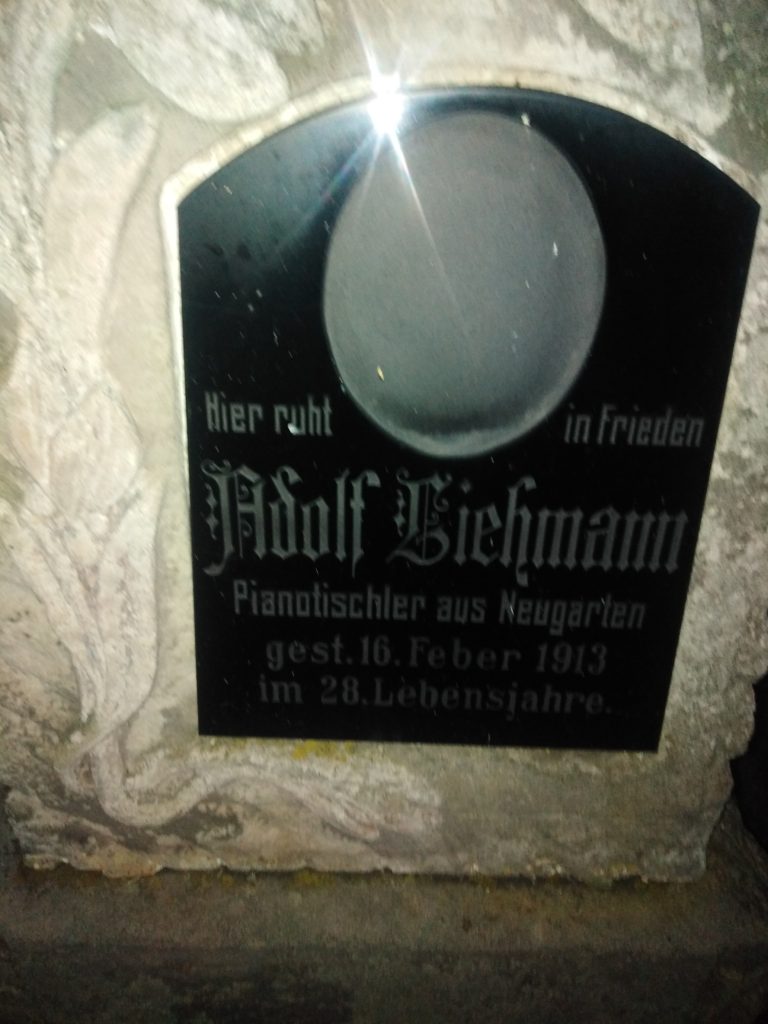 Hier ruht in Frieden
Adolf Liehmann
Pianotischler aus Neugarten
gest. 16. Feber 1913
im 28. Lebensjahre.